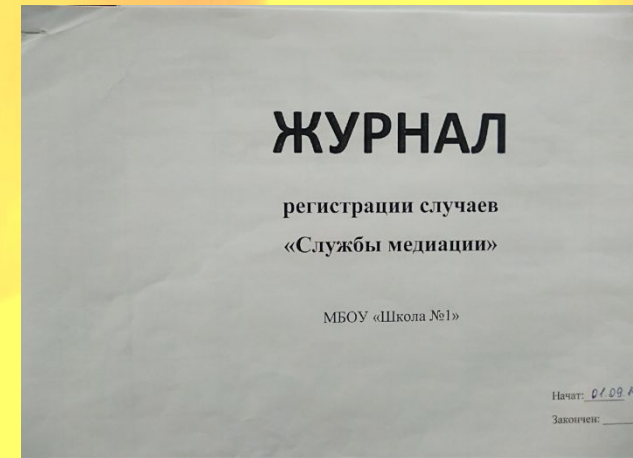 ЖУРНАЛ
регистрации случаев
«Службы медиации»
МБОУ «Школа №1»
Начат: 01.09.
Закончен: